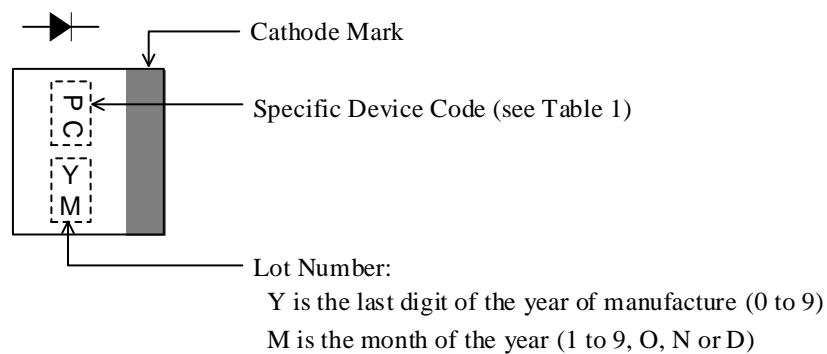 Cathode Mark
P
C
Specific Device Code (see Table 1)
Y
M
Lot Number:
Y is the last digit of the year of manufacture (0 to 9)
M is the month of the year (1 to 9, O, N or D)